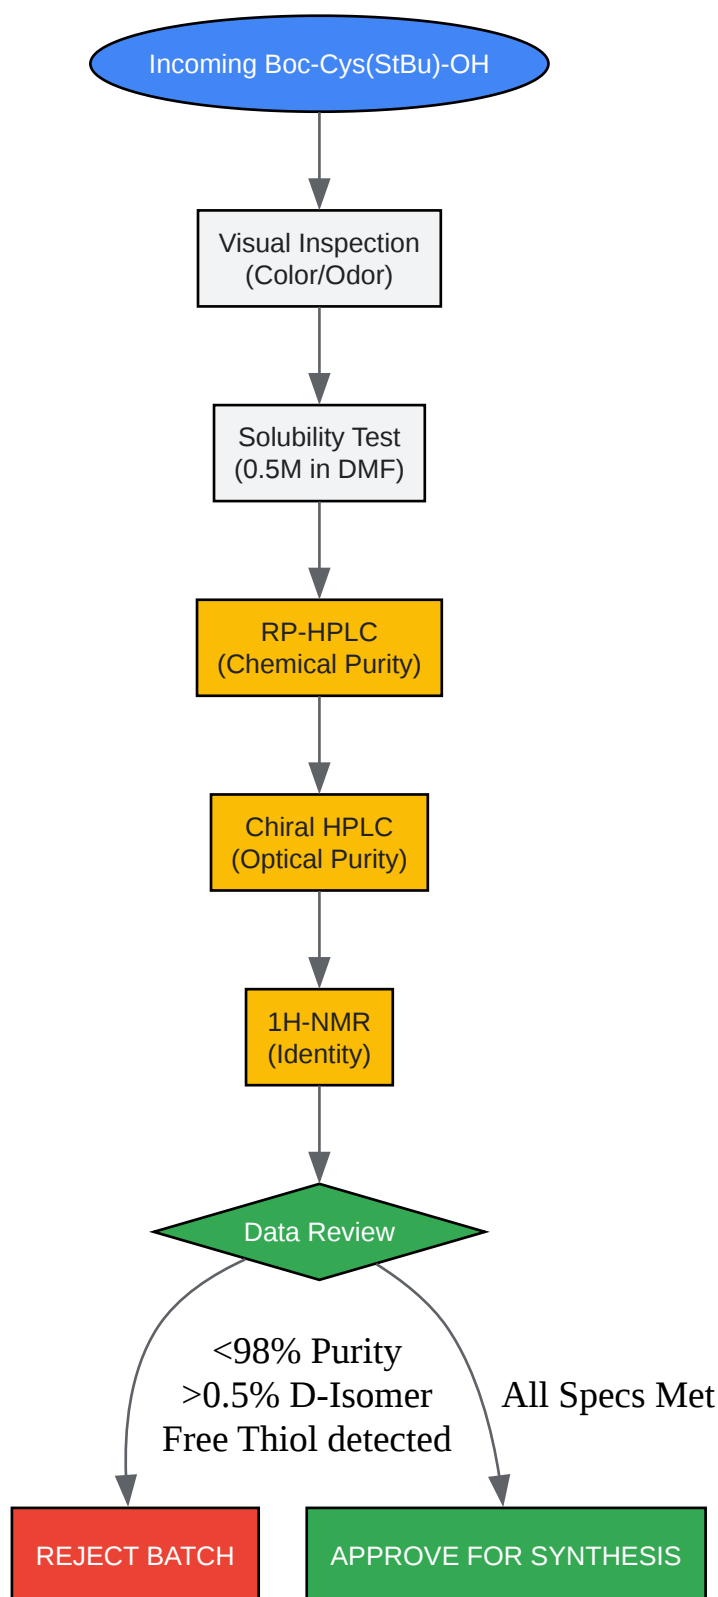 Incoming Boc-Cys(StBu)-OH
Visual Inspection
(Color/Odor)
Solubility Test
(0.5M in DMF)
RP-HPLC
(Chemical Purity)
Chiral HPLC
(Optical Purity)
1H-NMR
(Identity)
Data Review
<98% Purity
>0.5% D-Isomer
Free Thiol detected
All Specs Met
REJECT BATCH
APPROVE FOR SYNTHESIS